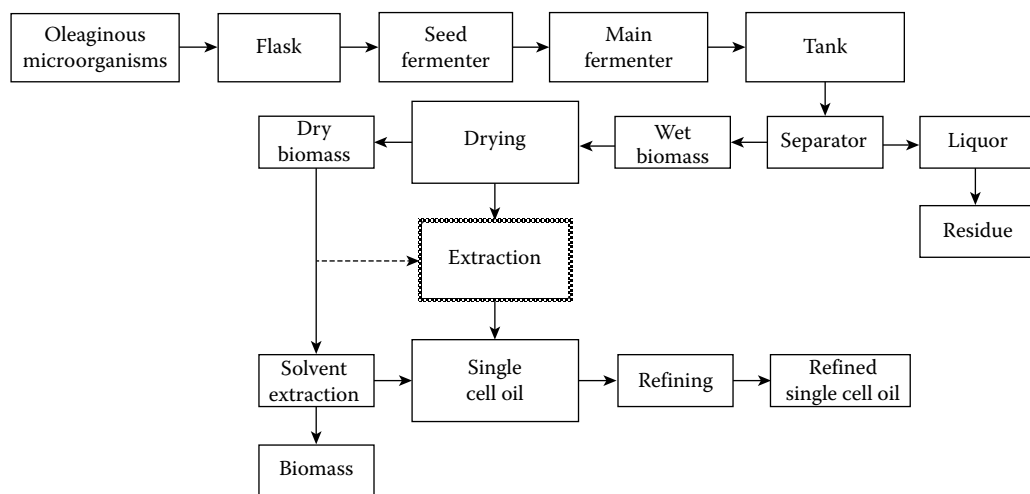 Oleaginous
microorganisms
Flask
Seed
fermenter
Main
fermenter
Tank
Dry
biomass
Drying
Wet
biomass
Separator
Liquor
Residue
Extraction
Solvent
extraction
Single
cell oil
Refining
Refined
single cell oil
Biomass